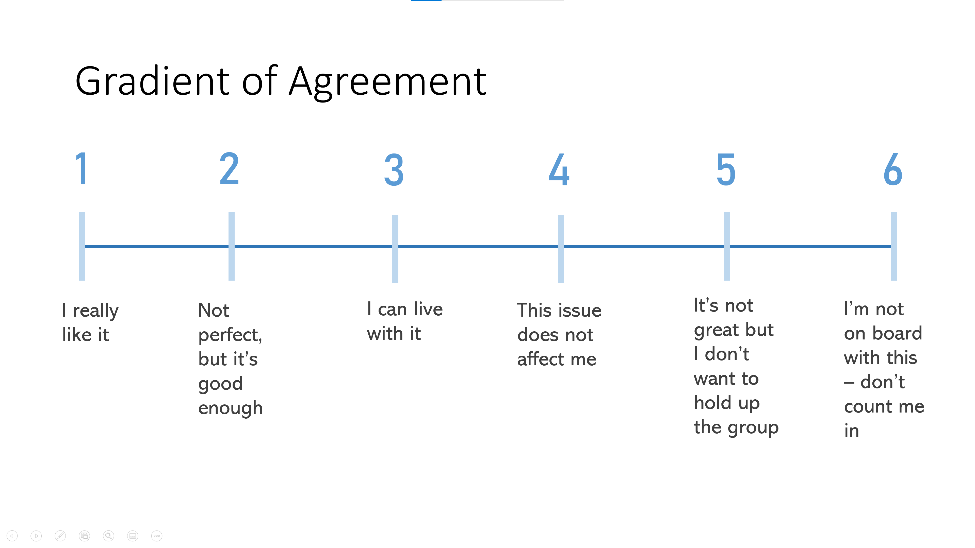 Gradient of Agreement
1 2 3 4 5 6
I really
like it
Not
perfect,
but it's
good
enough
I can live
with it
This issue
does not
affect me
It's not
great but
I don't
want to
hold up
the group
I'm not
on board
with this
– don't
count me
in